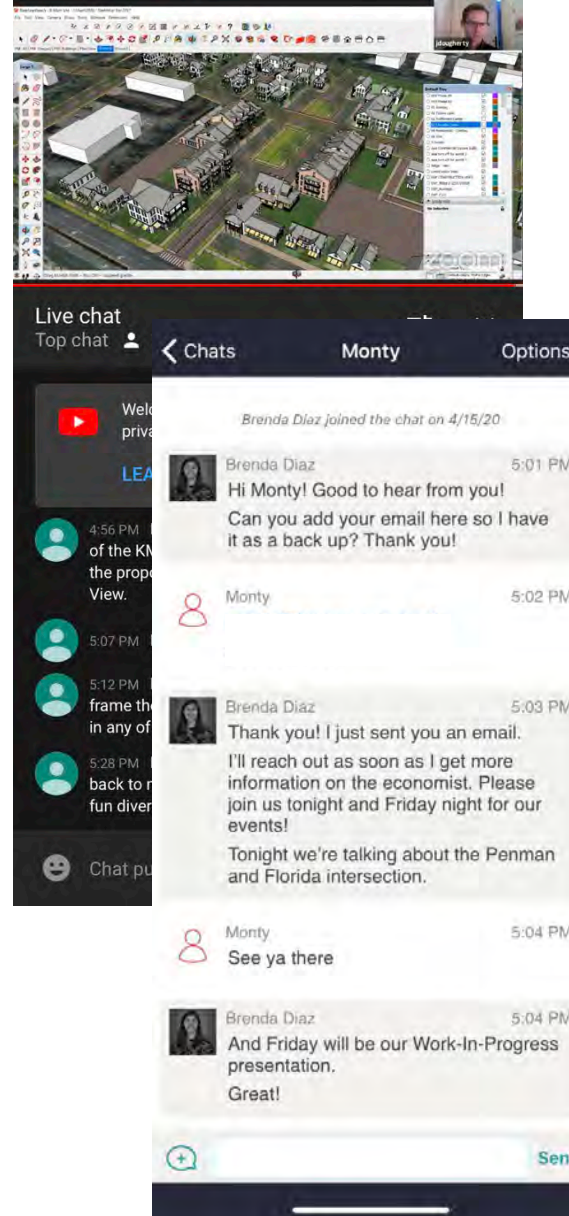 jdougherty
Live chat
Top chat
Welc
priva
LEA
4:56 PM
of the KM
the propo
View.
5:07 PM
5:12 PM
frame the
in any of
5:28 PM
back to r
fun diver
Chat pu
Chats Monty Options
Brenda Diaz joined the chat on 4/15/20
Brenda Diaz 5:01 PM
Hi Monty! Good to hear from you!
Can you add your email here so I have
it as a back up? Thank you!
Monty 5:02 PM
Brenda Diaz 5:03 PM
Thank you! I just sent you an email.
I'll reach out as soon as I get more
information on the economist. Please
join us tonight and Friday night for our
events!
Tonight we're talking about the Penman
and Florida intersection.
Monty 5:04 PM
See ya there
Brenda Diaz 5:04 PM
And Friday will be our Work-In-Progress
presentation.
Great!
Sen